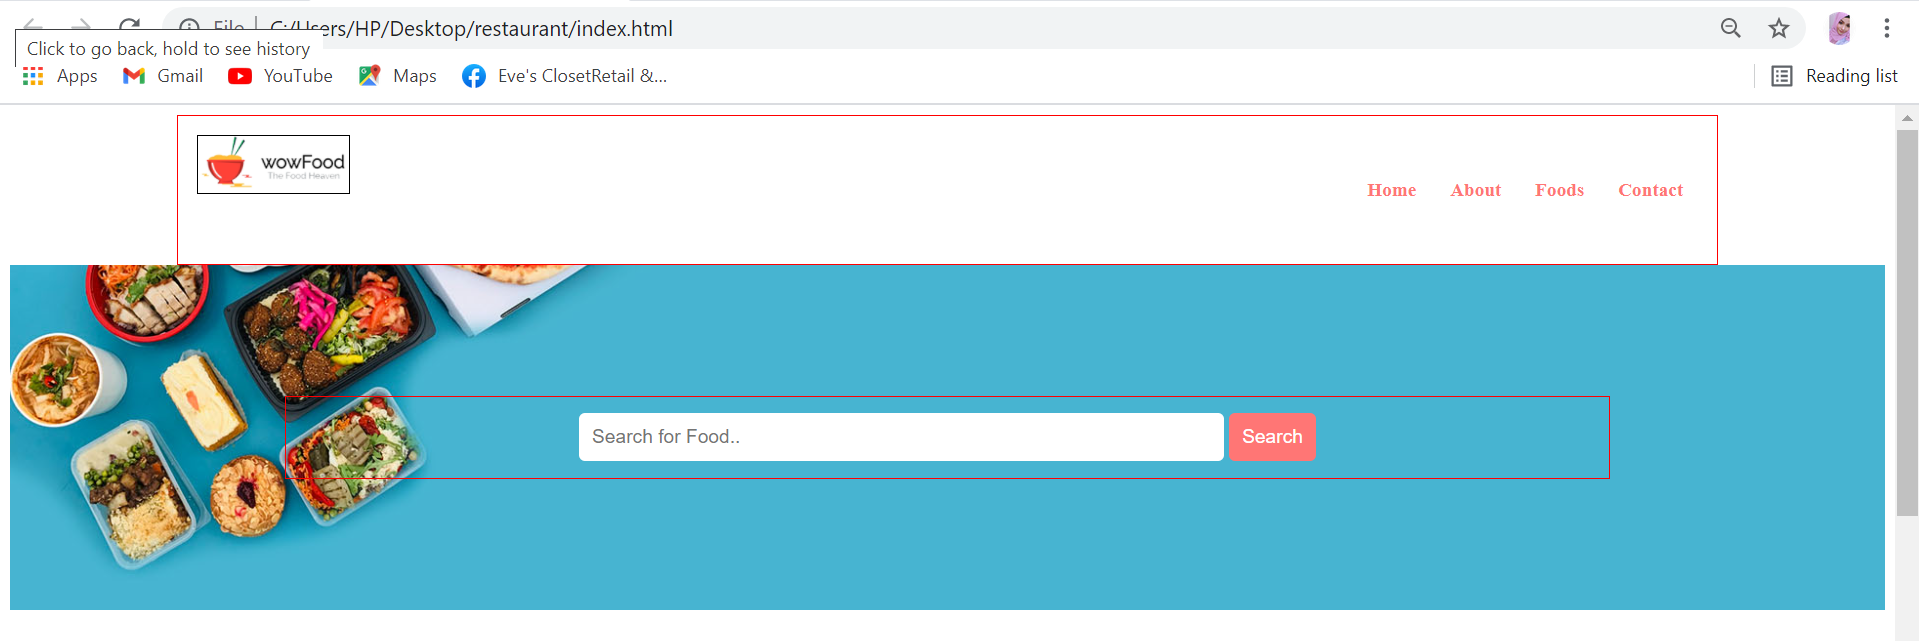 File C:/Users/HP/Desktop/restaurant/index.html
Click to go back, hold to see history
Apps Gmail YouTube Maps Eve's ClosetRetail &... Reading list
wowFood
The Food Heaven
Home About Foods Contact
Search for Food.. Search